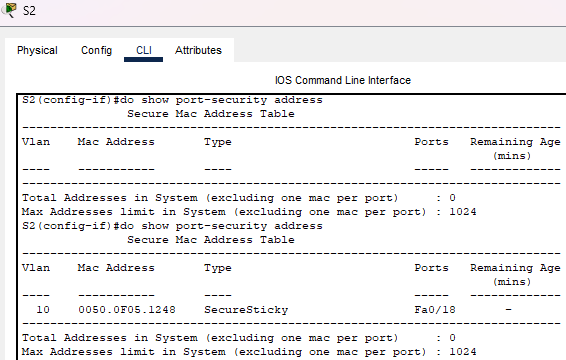 S2
Physical Config CLI Attributes
IOS Command Line Interface
S2(config-if)#do show port-security address
Secure Mac Address Table
-----------------------------------------------------------------------------
Vlan Mac Address Type Ports Remaining Age
(mins)
---- ----------- ---- ----- -------------
-----------------------------------------------------------------------------
Total Addresses in System (excluding one mac per port) : 0
Max Addresses limit in System (excluding one mac per port) : 1024
S2(config-if)#do show port-security address
Secure Mac Address Table
-----------------------------------------------------------------------------
Vlan Mac Address Type Ports Remaining Age
(mins)
---- ----------- ---- ----- -------------
10 0050.0F05.1248 SecureSticky Fa0/18 -
-----------------------------------------------------------------------------
Total Addresses in System (excluding one mac per port) : 0
Max Addresses limit in System (excluding one mac per port) : 1024